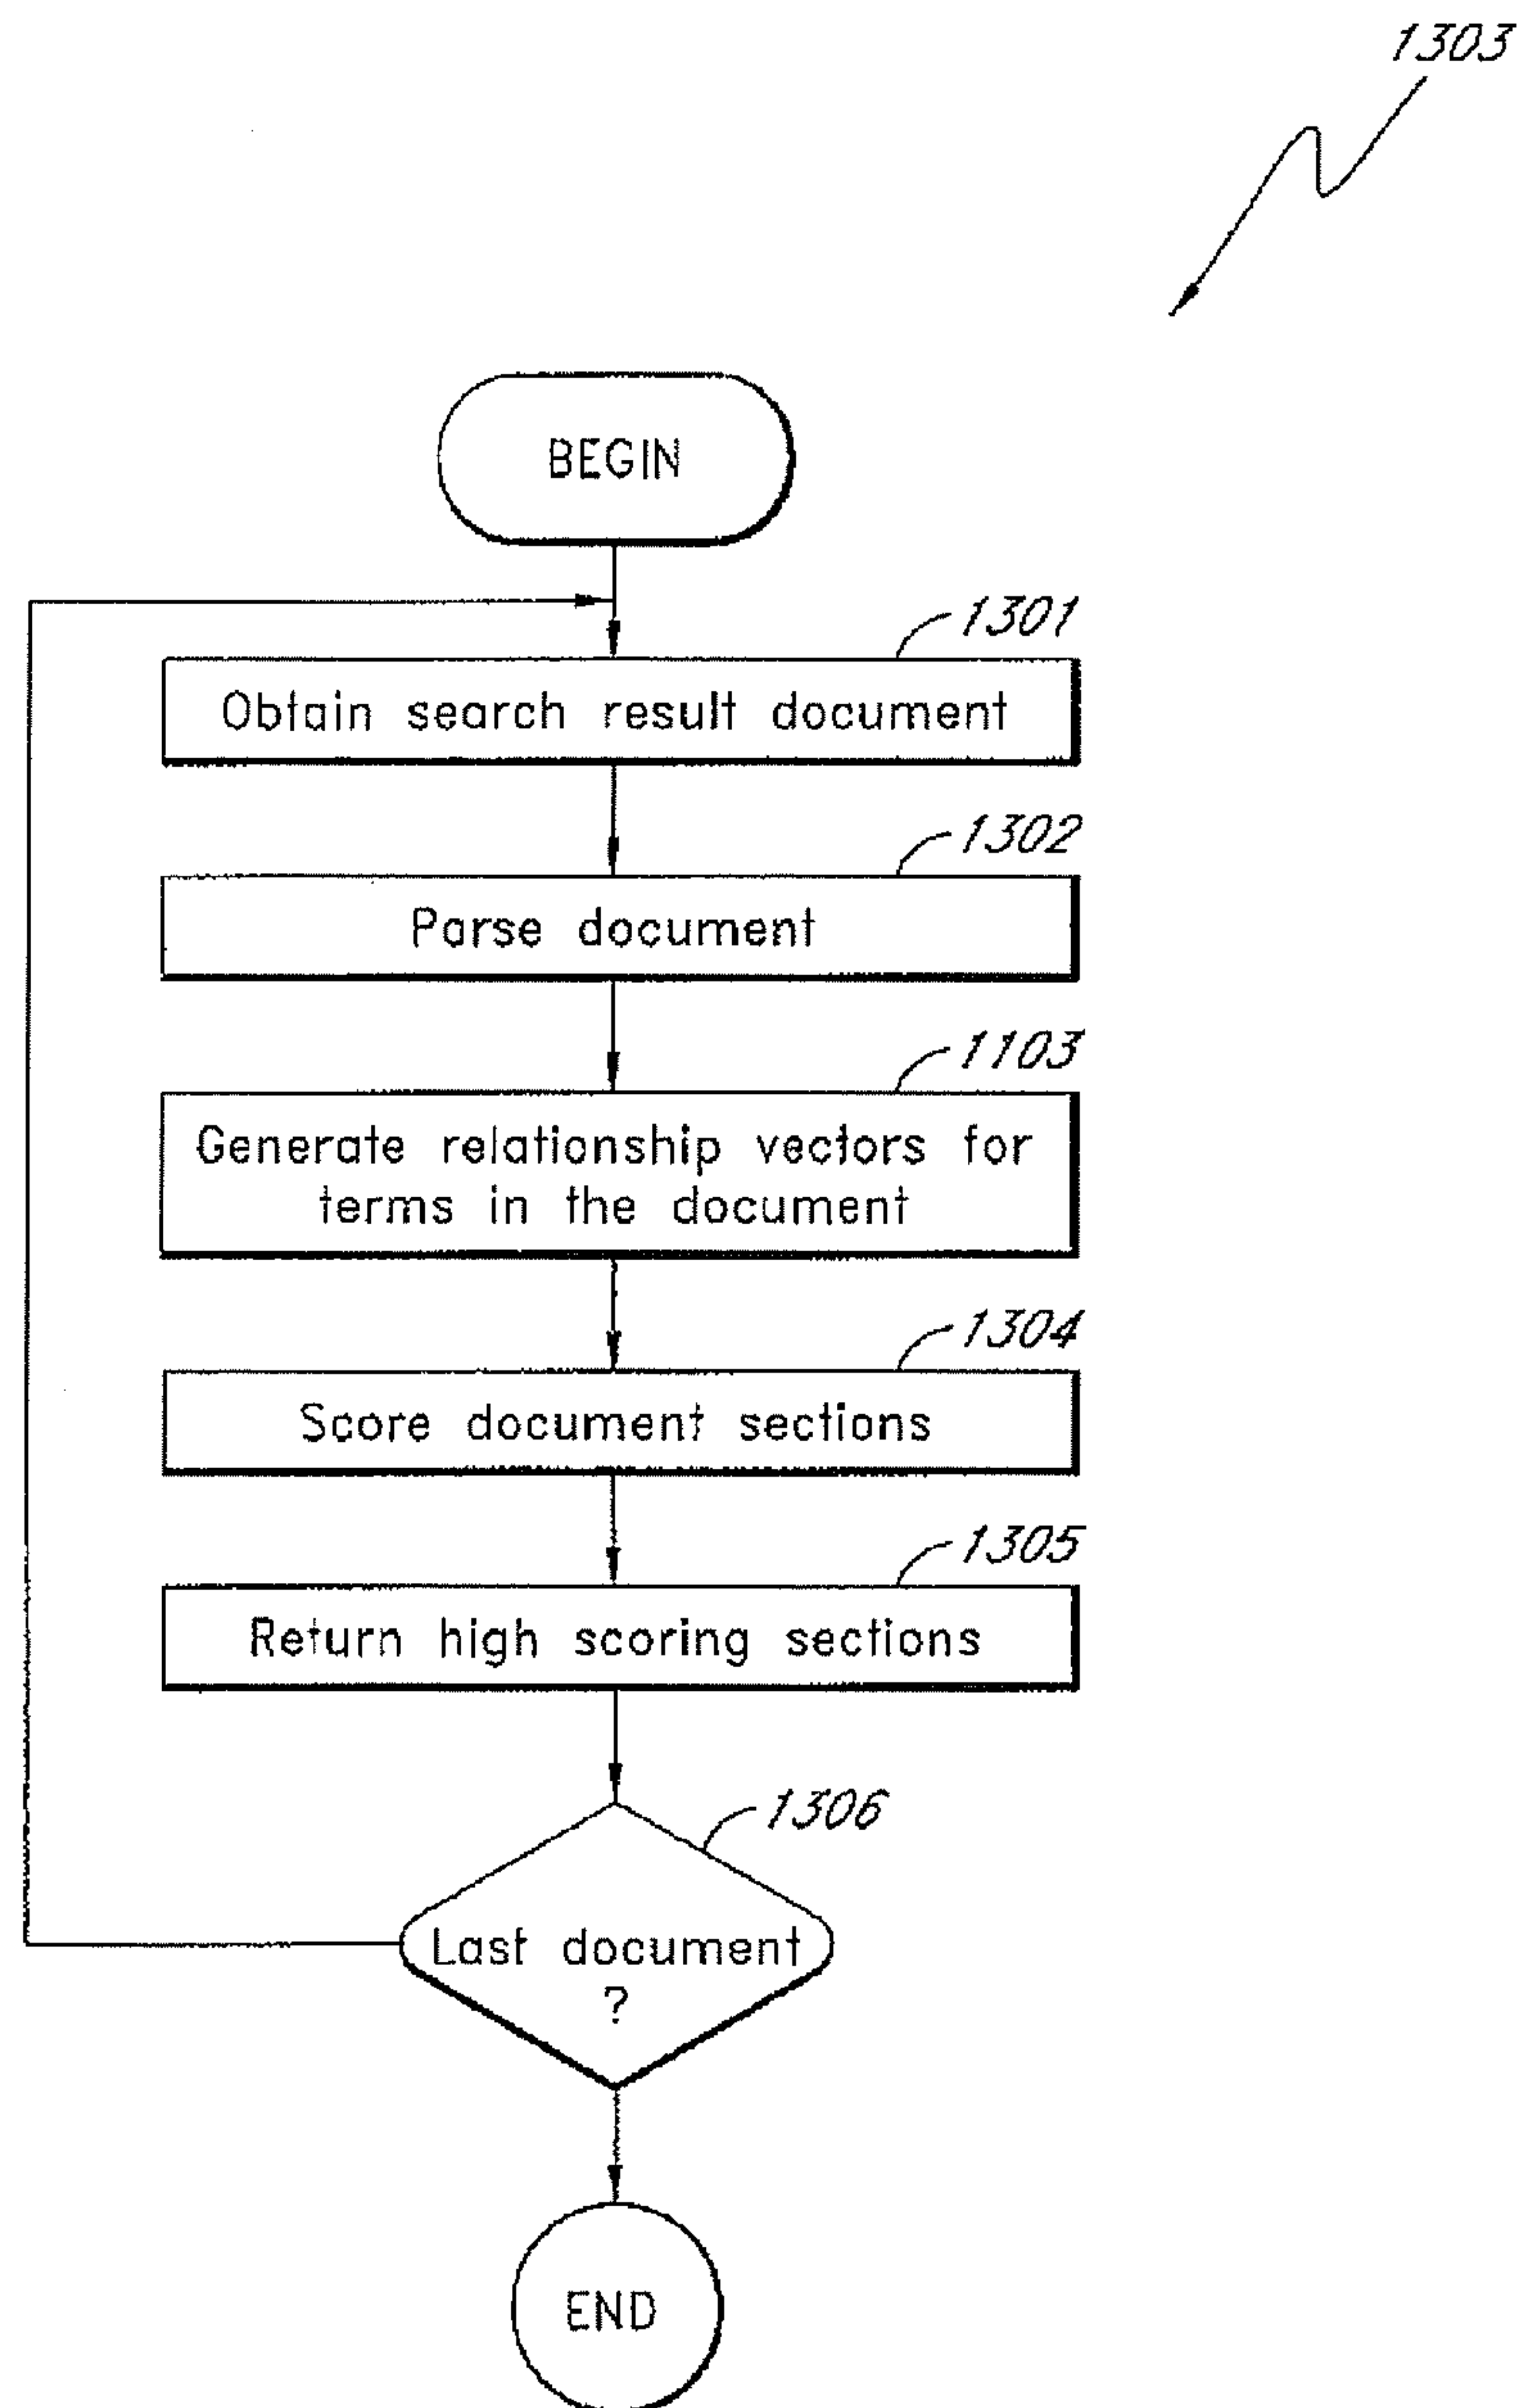 1303
BEGIN
1301
Obtain search result document
1302
Parse document
1103
Generate relationship vectors for
terms in the document
1304
Score document sections
1305
Return high scoring sections
1306
Last document
?
END